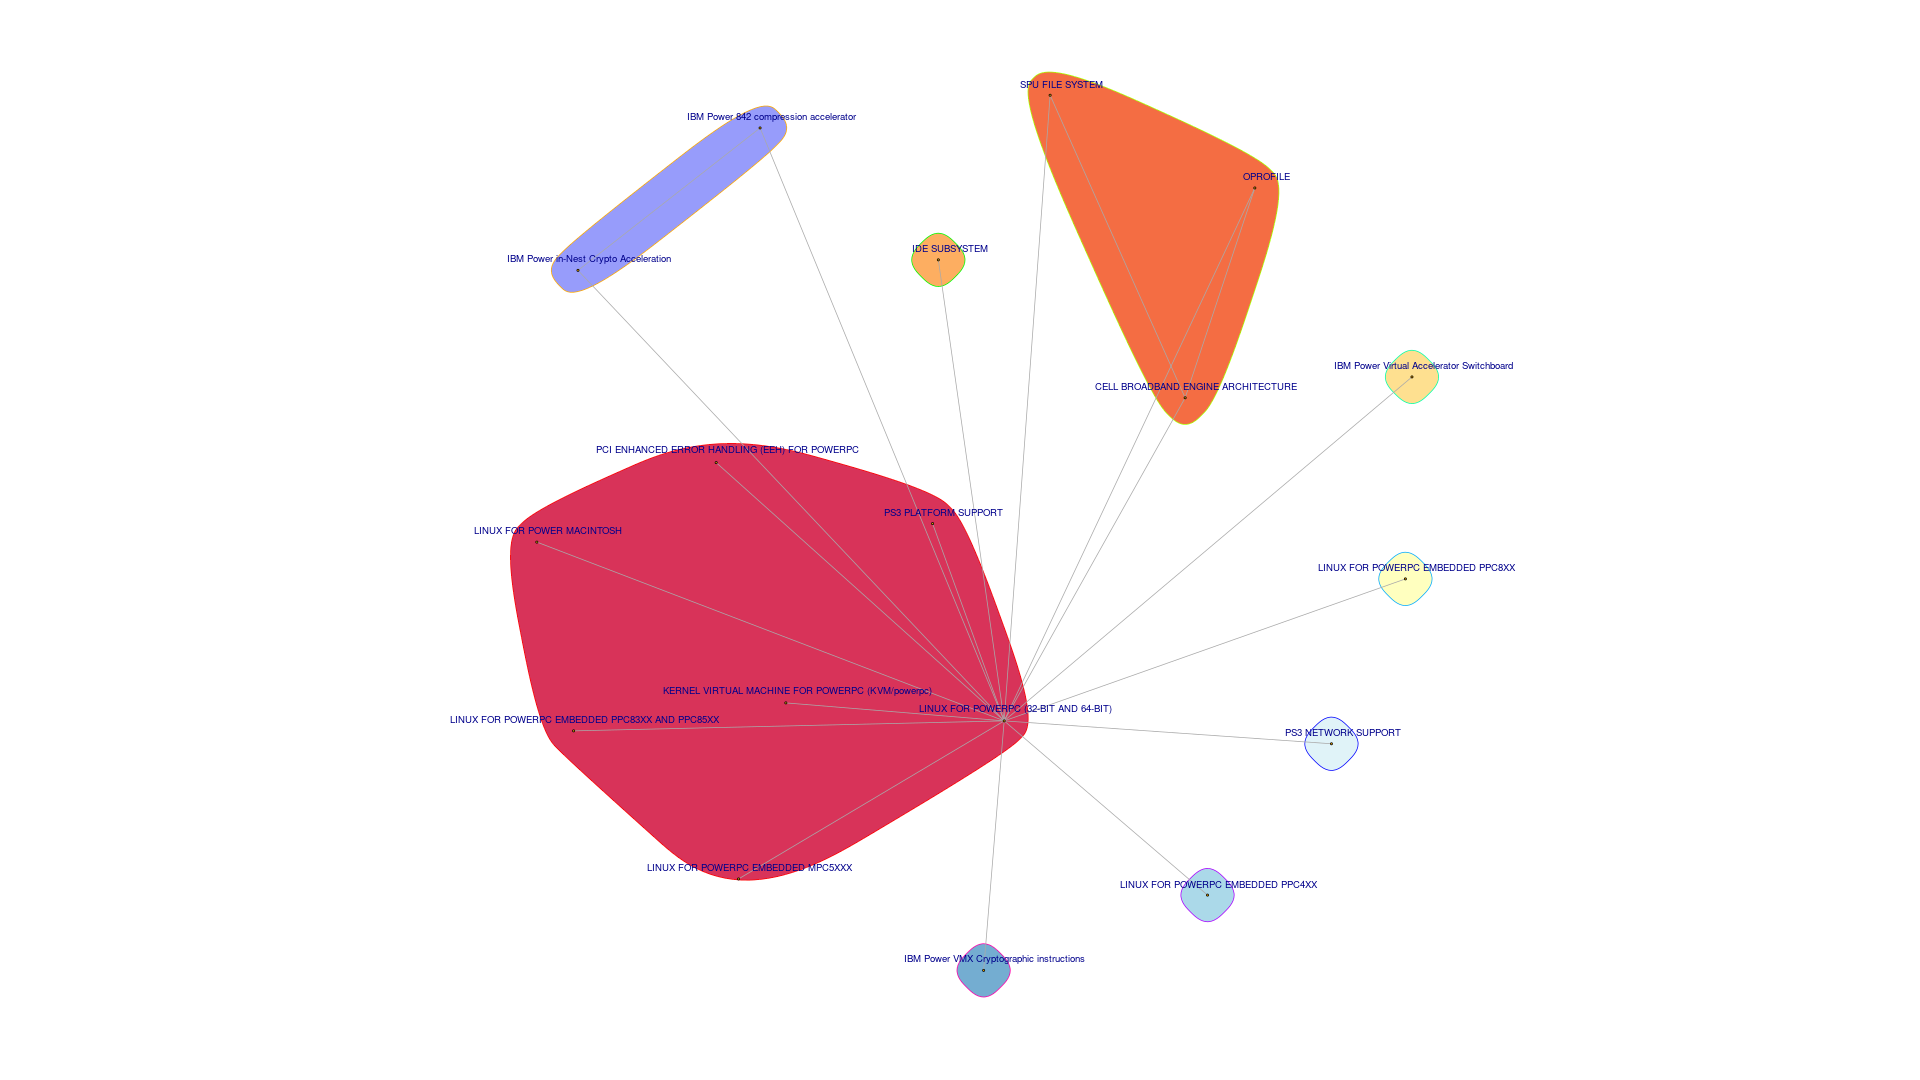 SPU FILE SYSTEM
IBM Power 842 compression accelerator
OPROFILE
IDE SUBSYSTEM
IBM Power in-Nest Crypto Acceleration
IBM Power Virtual Accelerator Switchboard
CELL BROADBAND ENGINE ARCHITECTURE
PCI ENHANCED ERROR HANDLING (EEH) FOR POWERPC
PS3 PLATFORM SUPPORT
LINUX FOR POWER MACINTOSH
LINUX FOR POWERPC EMBEDDED PPC8XX
KERNEL VIRTUAL MACHINE FOR POWERPC (KVM/powerpc)
LINUX FOR POWERPC (32-BIT AND 64-BIT)
LINUX FOR POWERPC EMBEDDED PPC83XX AND PPC85XX
PS3 NETWORK SUPPORT
LINUX FOR POWERPC EMBEDDED MPC5XXX
LINUX FOR POWERPC EMBEDDED PPC4XX
IBM Power VMX Cryptographic instructions